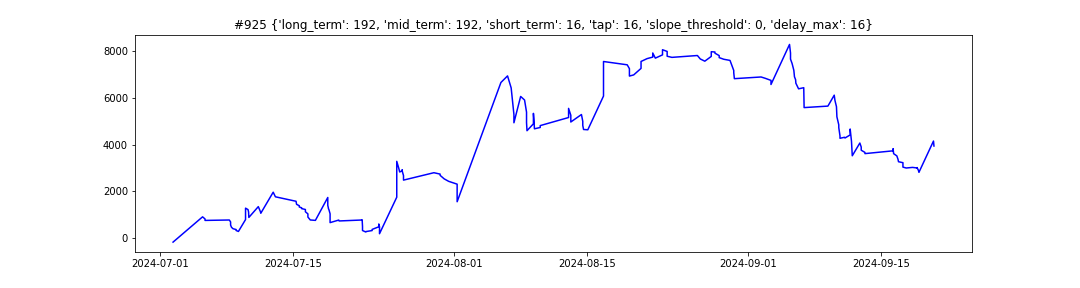 #925 {'long_term': 192, 'mid_term': 192, 'short_term': 16, 'tap': 16, 'slope_threshold': 0, 'delay_max': 16}
8000
6000
4000
2000
0
2024-07-01 2024-07-15 2024-08-01 2024-08-15 2024-09-01 2024-09-15